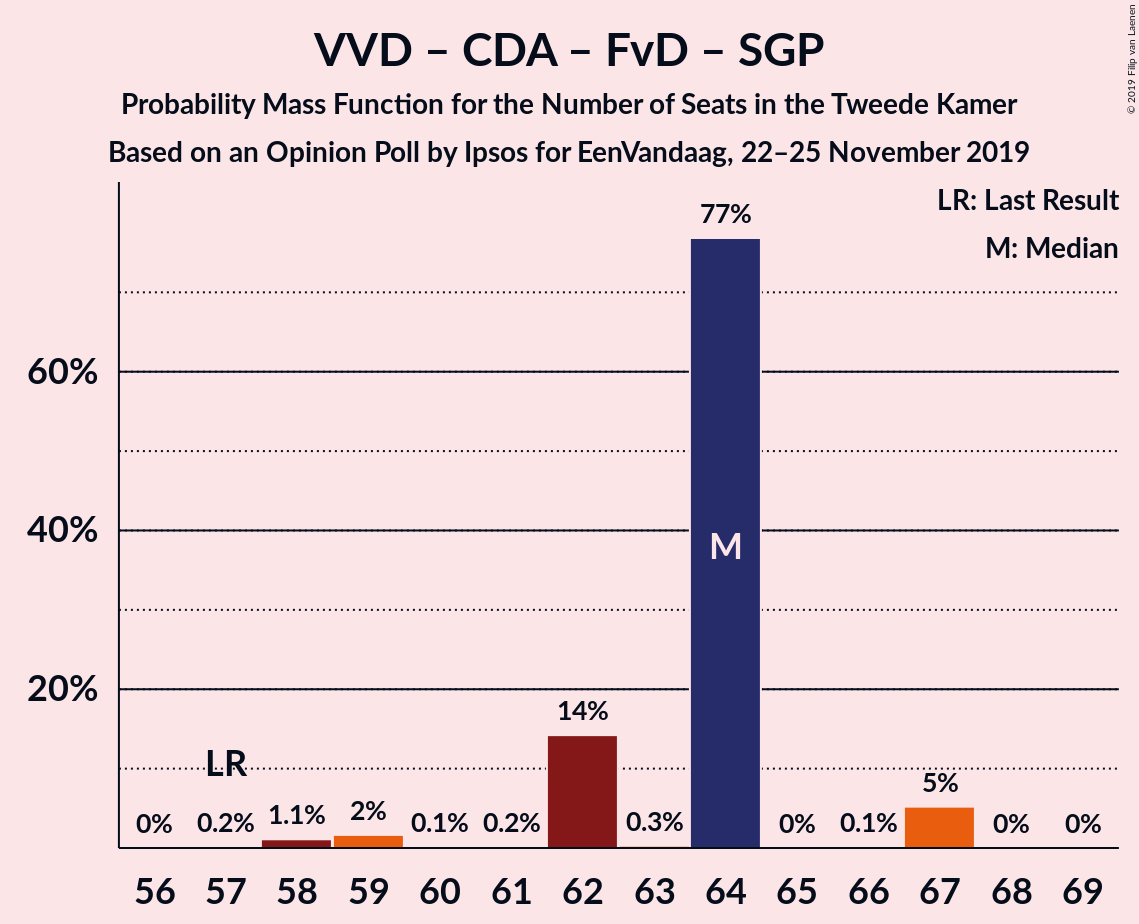 VVD – CDA – FvD – SGP
Probability Mass Function for the Number of Seats in the Tweede Kamer
Based on an Opinion Poll by Ipsos for EenVandaag, 22–25 November 2019
© 2019 Filip van Laenen
LR: Last Result
M: Median
60%
40%
20%
0%
0.2%
1.1%
2%
0.1%
0.2%
14%
0.3%
77%
0%
0.1%
5%
0%
0%
LR
M
56 57 58 59 60 61 62 63 64 65 66 67 68 69